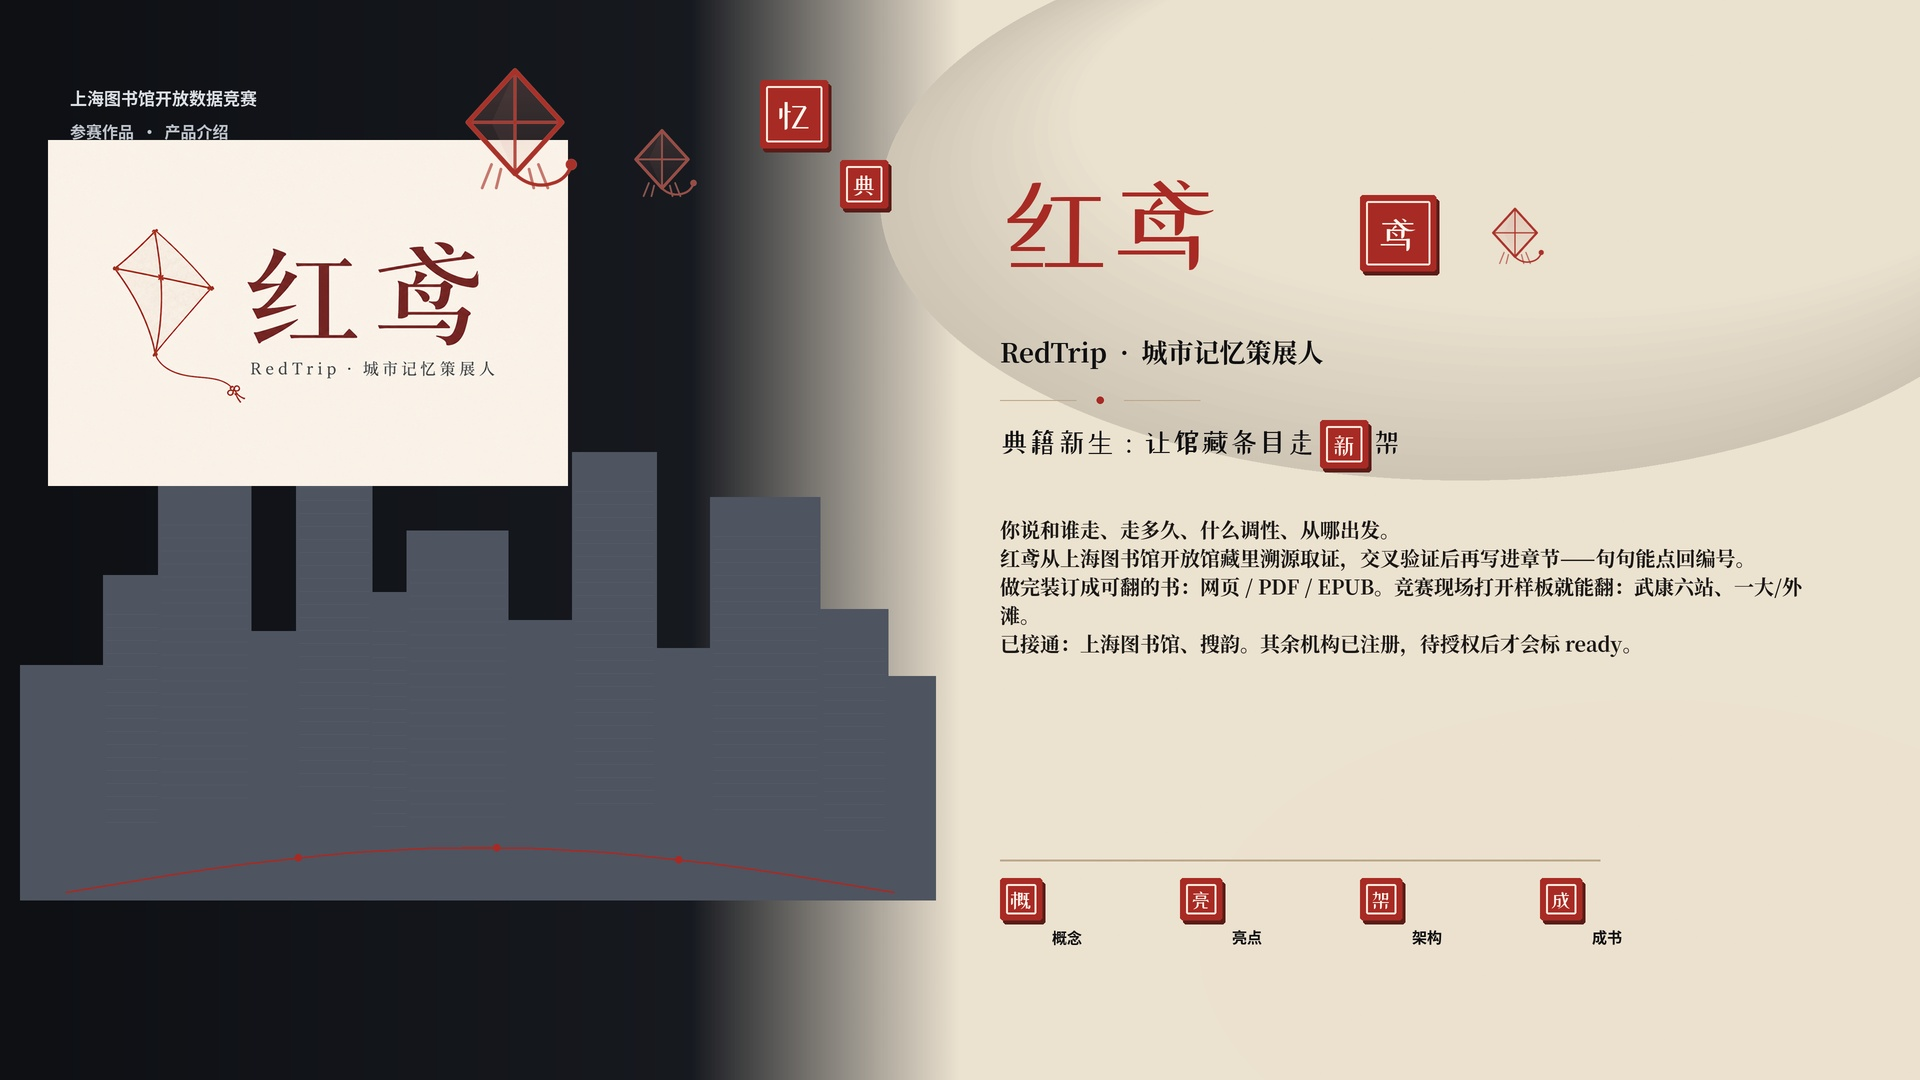 上海图书馆开放数据竞赛
参赛作品 · 产品介绍
红鸢
RedTrip · 城市记忆策展人
忆
典
红鸢
鸢
RedTrip · 城市记忆策展人
典籍新生：让馆藏条目走新架
你说和谁走、走多久、什么调性、从哪出发。
红鸢从上海图书馆开放馆藏里溯源取证，交叉验证后再写进章节——句句能点回编号。
做完装订成可翻的书：网页 / PDF / EPUB。竞赛现场打开样板就能翻：武康六站、一大/外
滩。
已接通：上海图书馆、搜韵。其余机构已注册，待授权后才会标 ready。
概
亮
架
成
概念
亮点
架构
成书